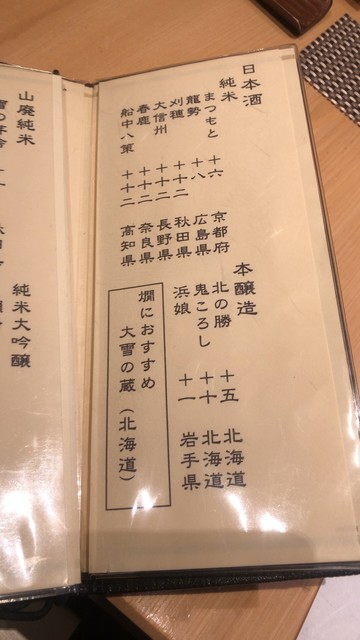 日本酒
純米
まつもと ＋六 京都府
龍勢 ＋八 広島県
刈穂 ＋十二 秋田県
大信州 ＋十二 長野県
春鹿 ＋十二 奈良県
船中八策 ＋十二 高知県
本醸造
北の勝 ＋五 北海道
鬼ころし ＋十 北海道
浜娘 ＋一 岩手県
燗におすすめ
大雪の蔵（北海道）
山廃純米
純米大吟醸